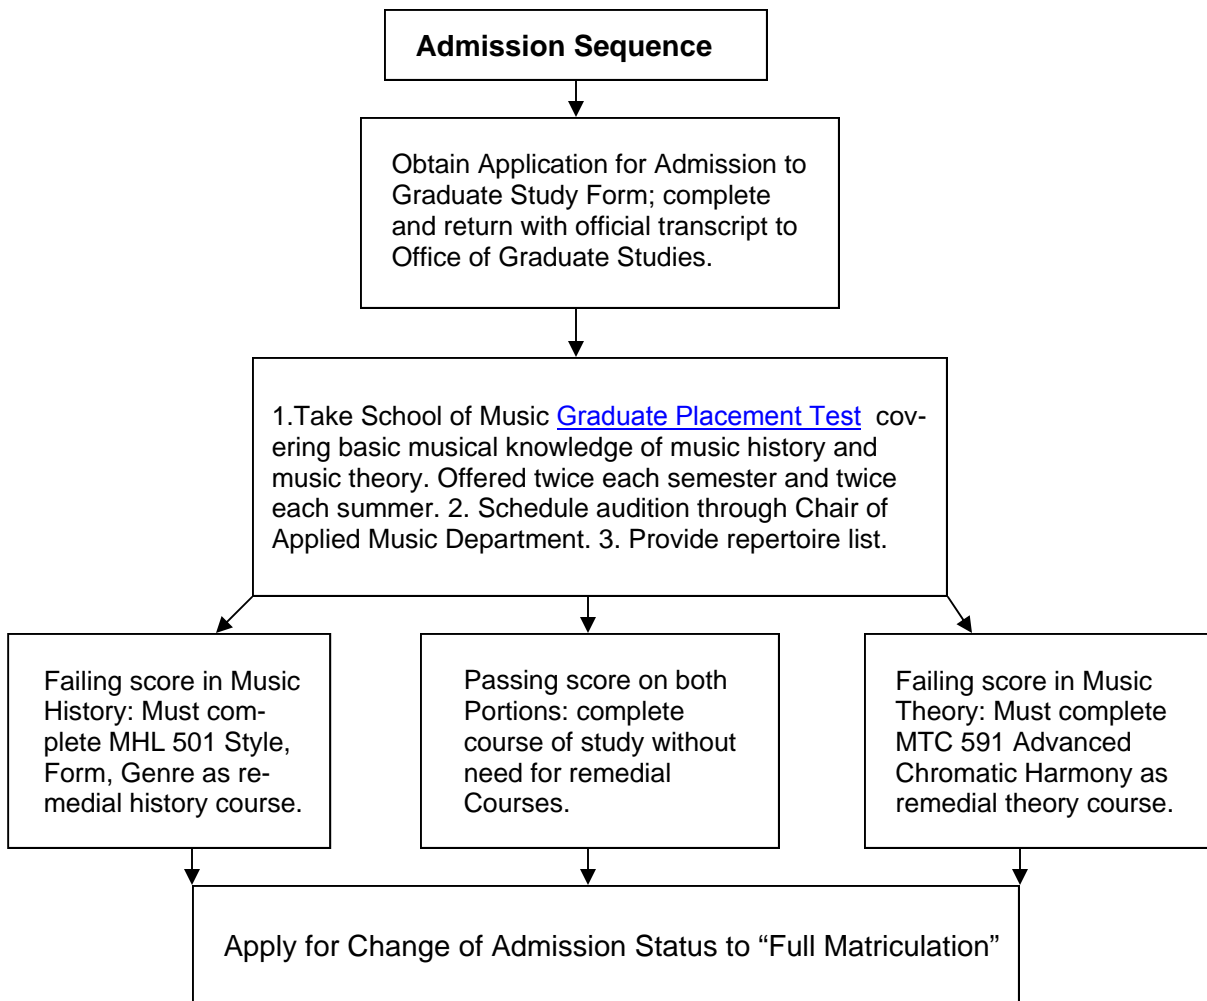 Admission Sequence
Obtain Application for Admission to
Graduate Study Form; complete
and return with official transcript to
Office of Graduate Studies.
1.Take School of Music Graduate Placement Test cov-
ering basic musical knowledge of music history and
music theory. Offered twice each semester and twice
each summer. 2. Schedule audition through Chair of
Applied Music Department. 3. Provide repertoire list.
Failing score in Music
History: Must com-
plete MHL 501 Style,
Form, Genre as re-
medial history course.
Passing score on both
Portions: complete
course of study without
need for remedial
Courses.
Failing score in Music
Theory: Must complete
MTC 591 Advanced
Chromatic Harmony as
remedial theory course.
Apply for Change of Admission Status to “Full Matriculation”